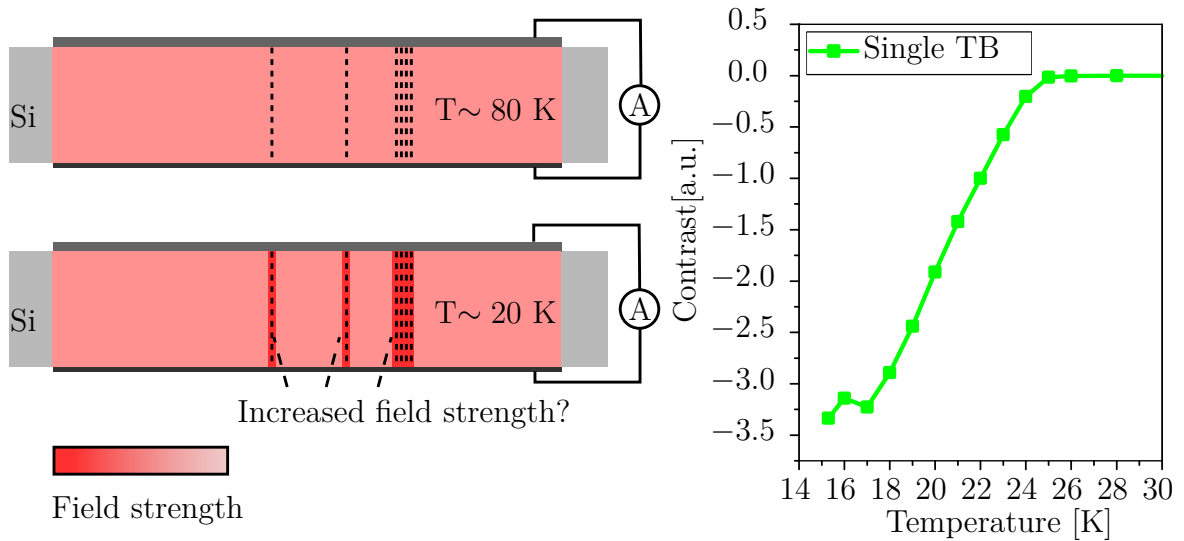 Si
T∼ 80 K
A
Si
T∼ 20 K
A
Increased field strength?
Field strength
Single TB
Contrast[a.u.]
0.5
0.0
−0.5
−1.0
−1.5
−2.0
−2.5
−3.0
−3.5
14 16 18 20 22 24 26 28 30
Temperature [K]